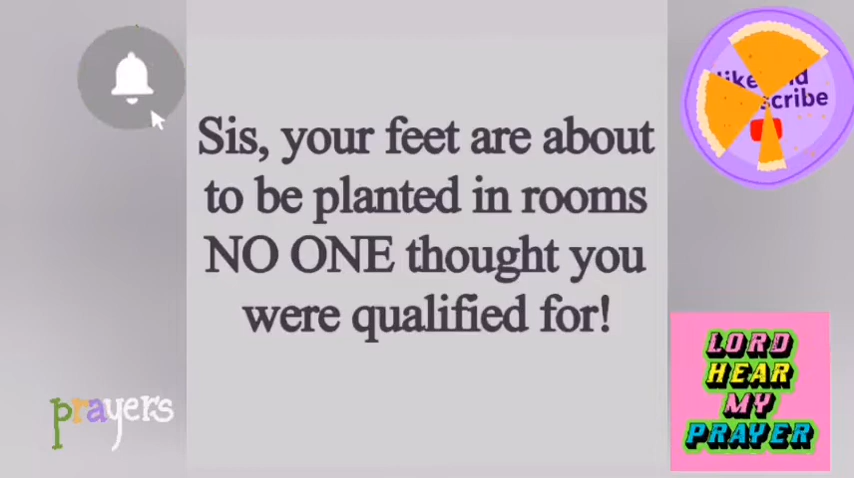 Sis, your feet are about
to be planted in rooms
NO ONE thought you
were qualified for!
prayers
LORD
HEAR
MY
PRAYER